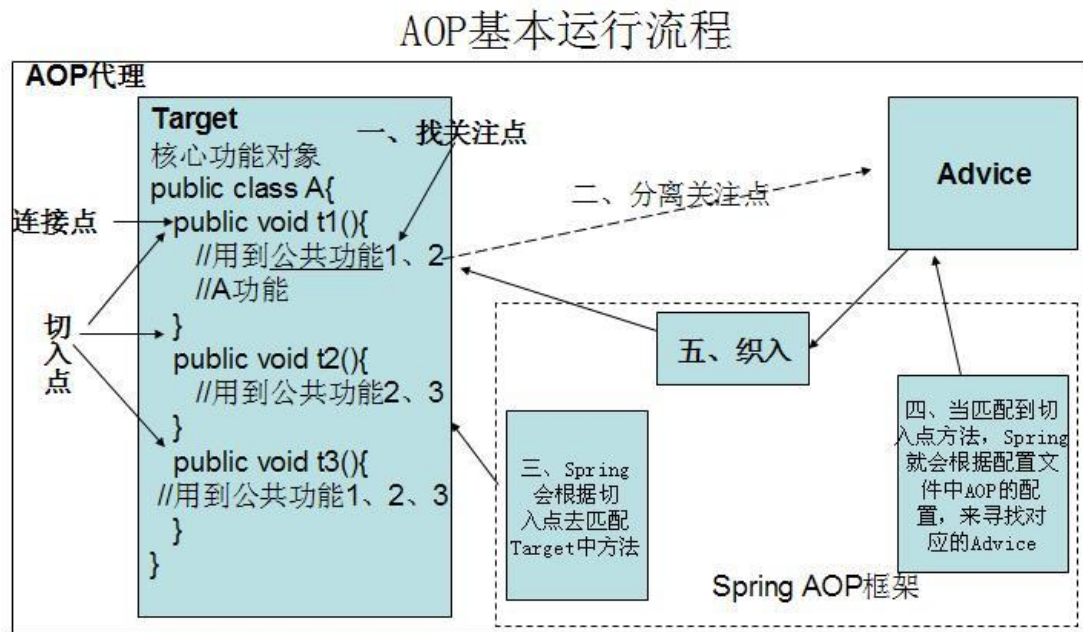 AOP基本运行流程
AOP代理
Target
一、找关注点
核心功能对象
public class A{
连接点
public void t1(){
//用到公共功能1、2
//A功能
}
切
入
点
public void t2(){
//用到公共功能2、3
}
public void t3(){
//用到公共功能1、2、3
}
}
二、分离关注点
Advice
五、织入
三、Spring
会根据切
入点去匹配
Target中方法
四、当匹配到切
入点方法，Spring
就会根据配置文
件中AOP的配
置，来寻找对
应的Advice
Spring AOP框架